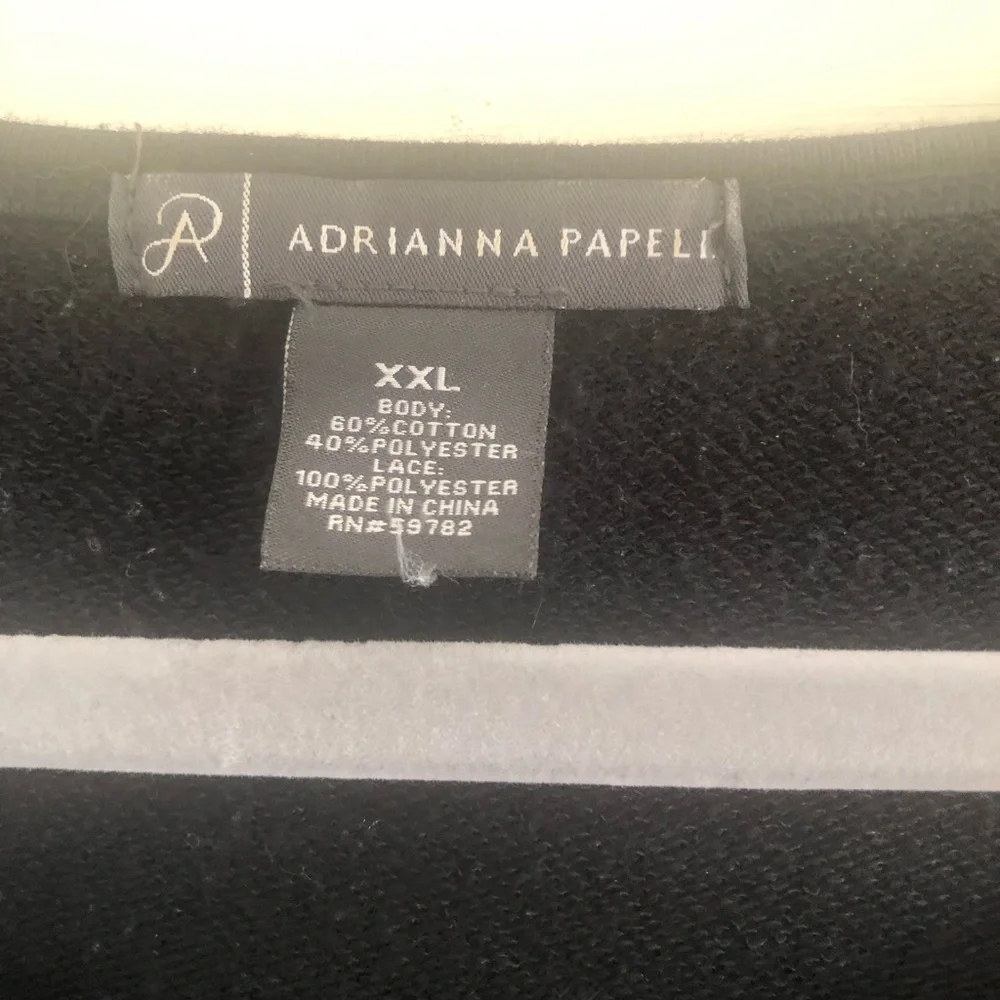 AP
ADRIANNA PAPELL
XXL
BODY:
60%COTTON
40%POLYESTER
LACE:
100%POLYESTER
MADE IN CHINA
RN#59782